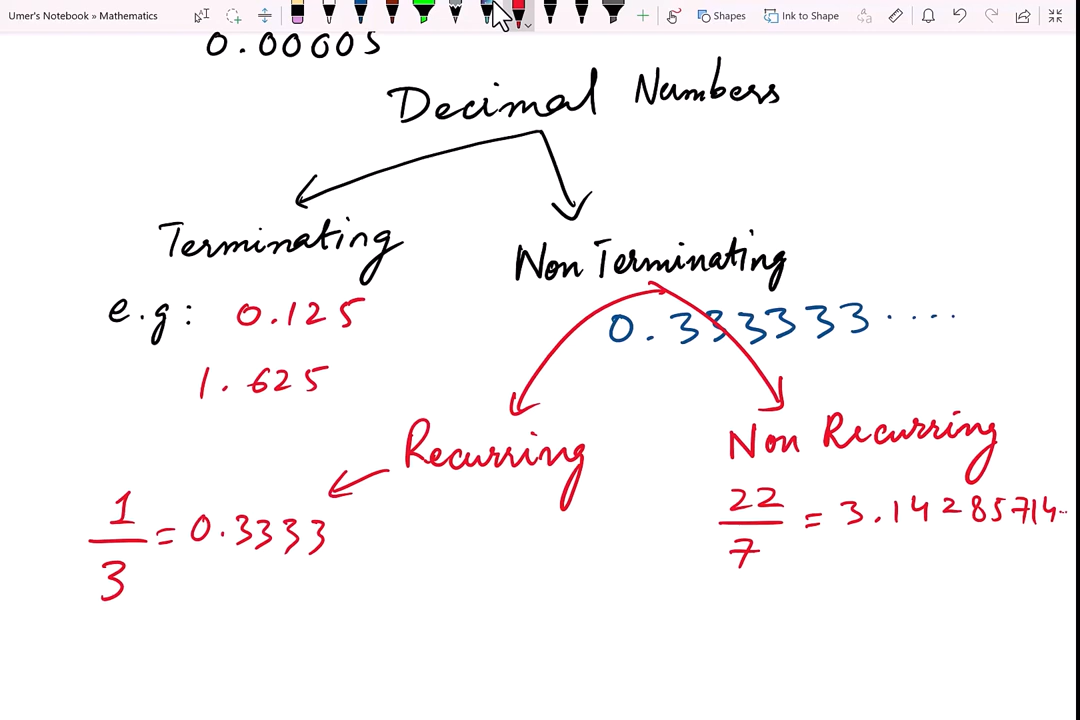 Umer's Notebook » Mathematics
Shapes
Ink to Shape
0.00005
Decimal Numbers
Terminating
Non Terminating
e.g: 0.125
0.333333....
1.625
Recurring
Non Recurring
1/3 = 0.3333
22/7 = 3.14285714..